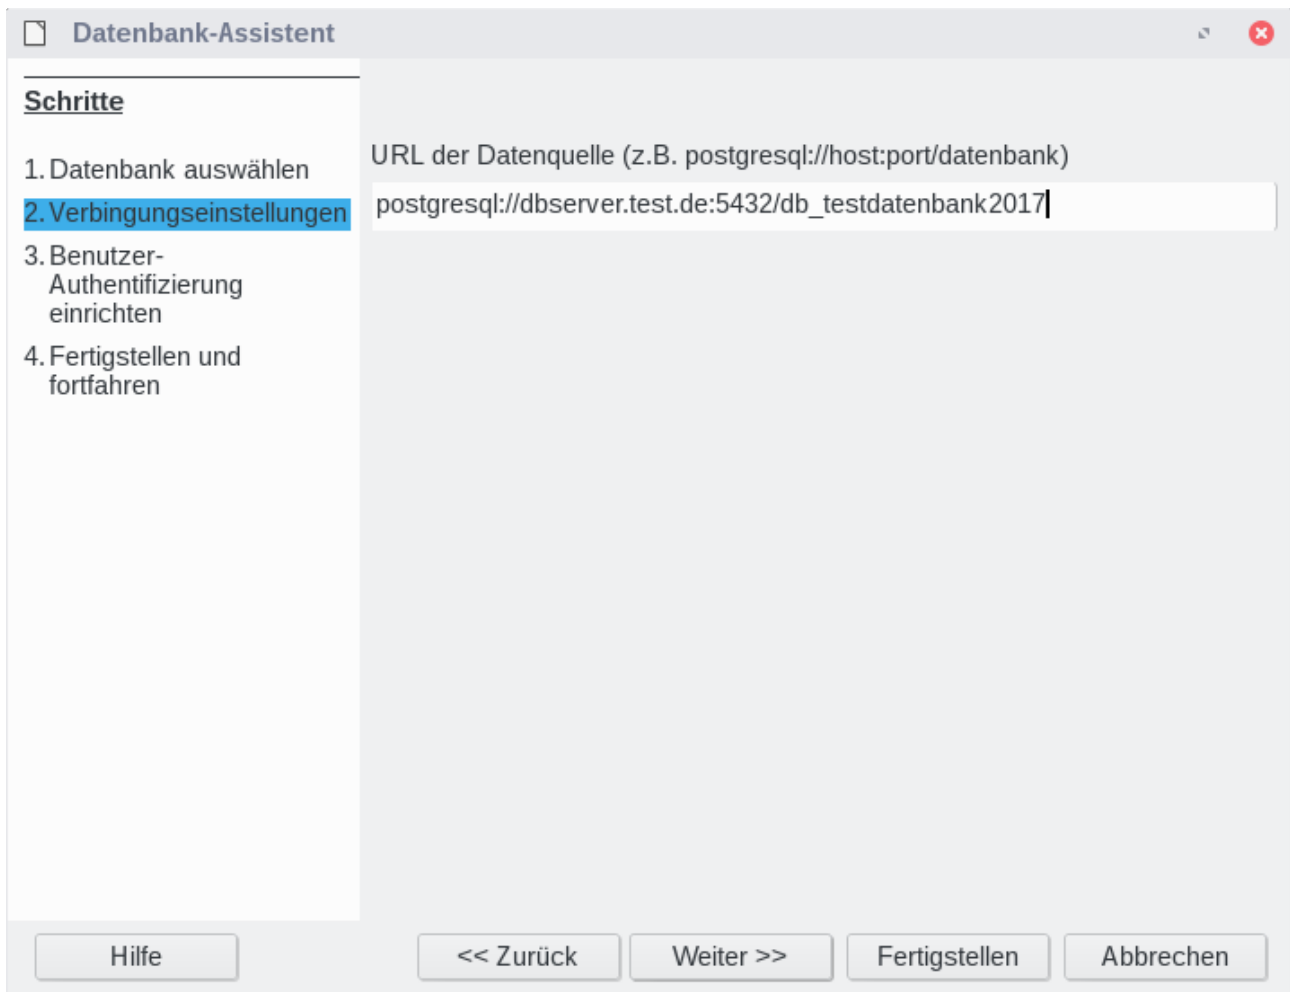 Datenbank-Assistent
Schritte
1. Datenbank auswählen
2. Verbingungseinstellungen
3. Benutzer-
Authentifizierung
einrichten
4. Fertigstellen und
fortfahren
URL der Datenquelle (z.B. postgresql://host:port/datenbank)
postgresql://dbserver.test.de:5432/db_testdatenbank2017
Hilfe
<< Zurück
Weiter >>
Fertigstellen
Abbrechen